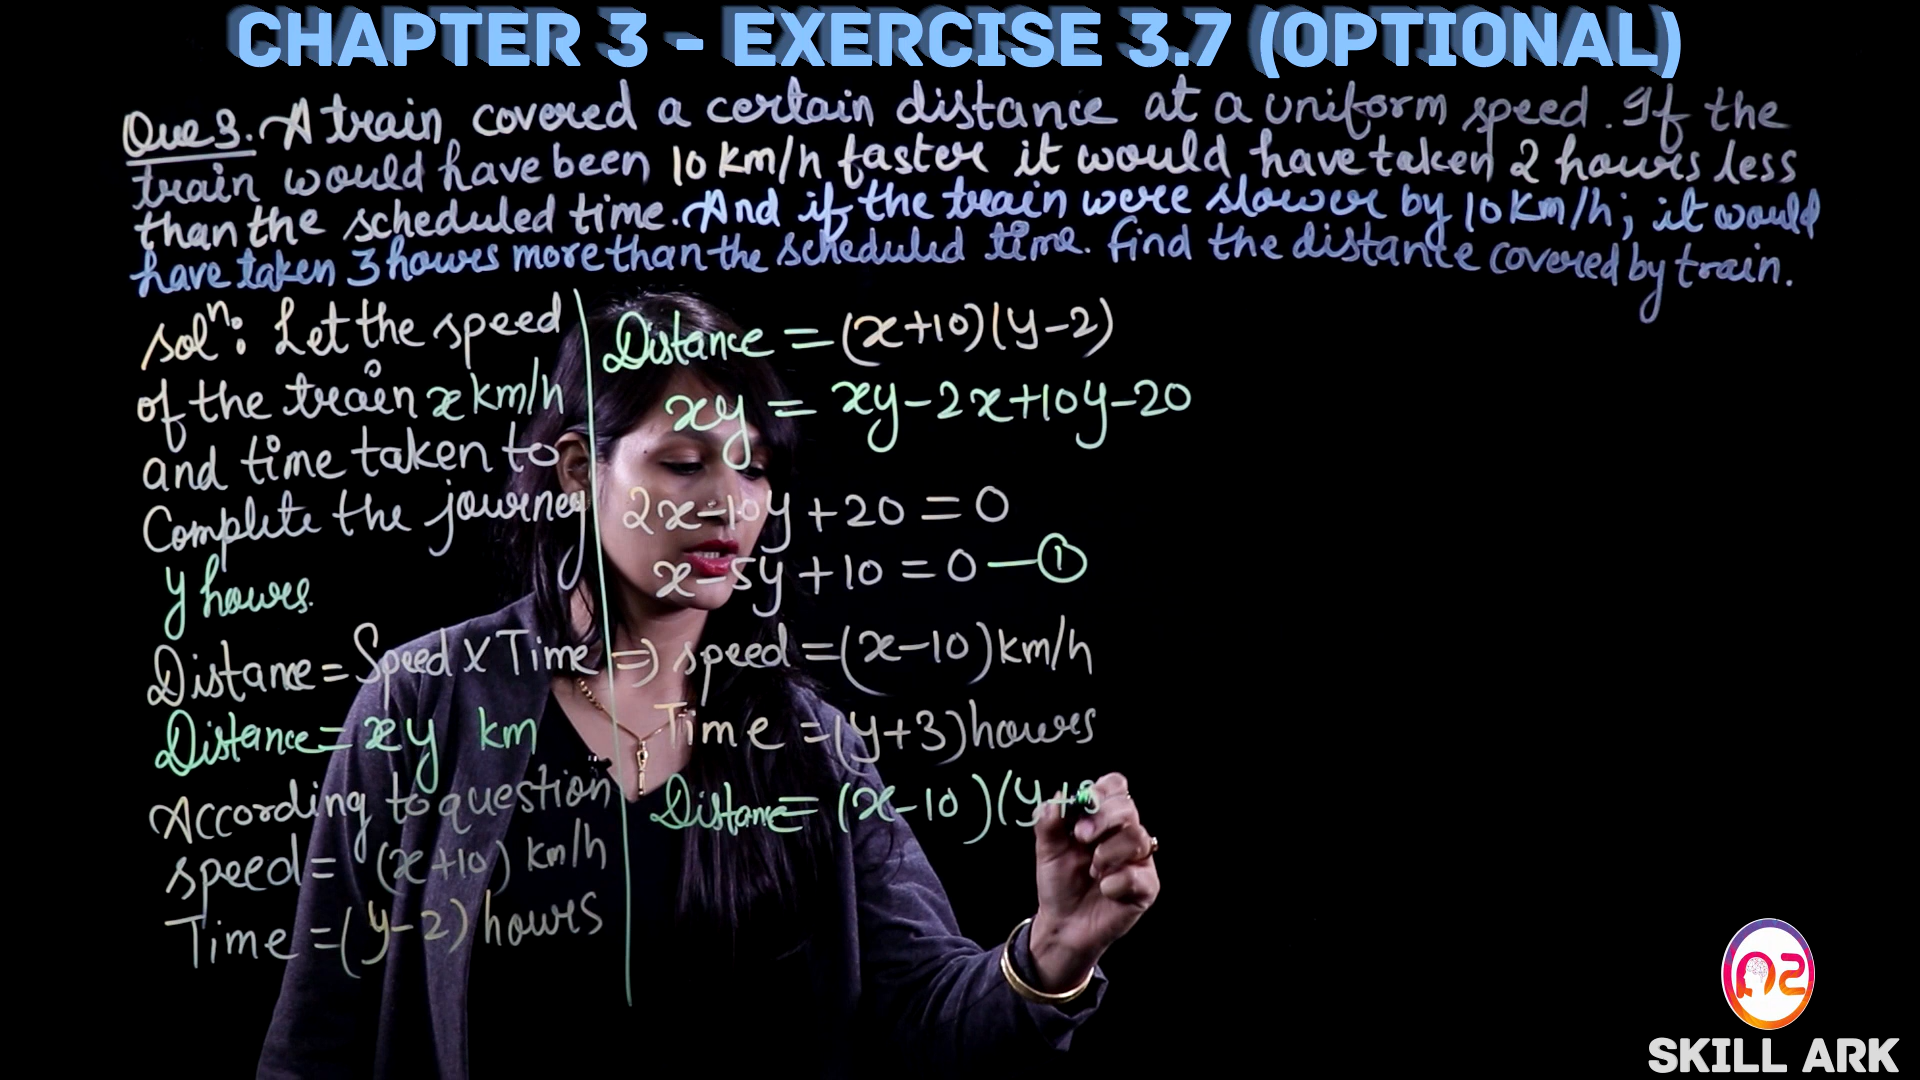 CHAPTER 3 - EXERCISE 3.7 (OPTIONAL)
Que 3. A train covered a certain distance at a uniform speed. If the
train would have been 10 km/h faster it would have taken 2 hours less
than the scheduled time. And if the train were slower by 10 km/h; it would
have taken 3 hours more than the scheduled time. find the distance covered by train.
solⁿ: Let the speed
of the train x km/h
and time taken to
Complete the journey
y hours.
Distance = Speed X Time
Distance = xy km
According to question
speed = (x+10) km/h
Time = (y-2) hours
Distance = (x+10)(y-2)
xy = xy-2x+10y-20
2x-10y+20=0
x-5y+10=0 — ①
=> speed = (x-10) km/h
Time = (y+3) hours
Distance = (x-10)(y+3
SKILL ARK